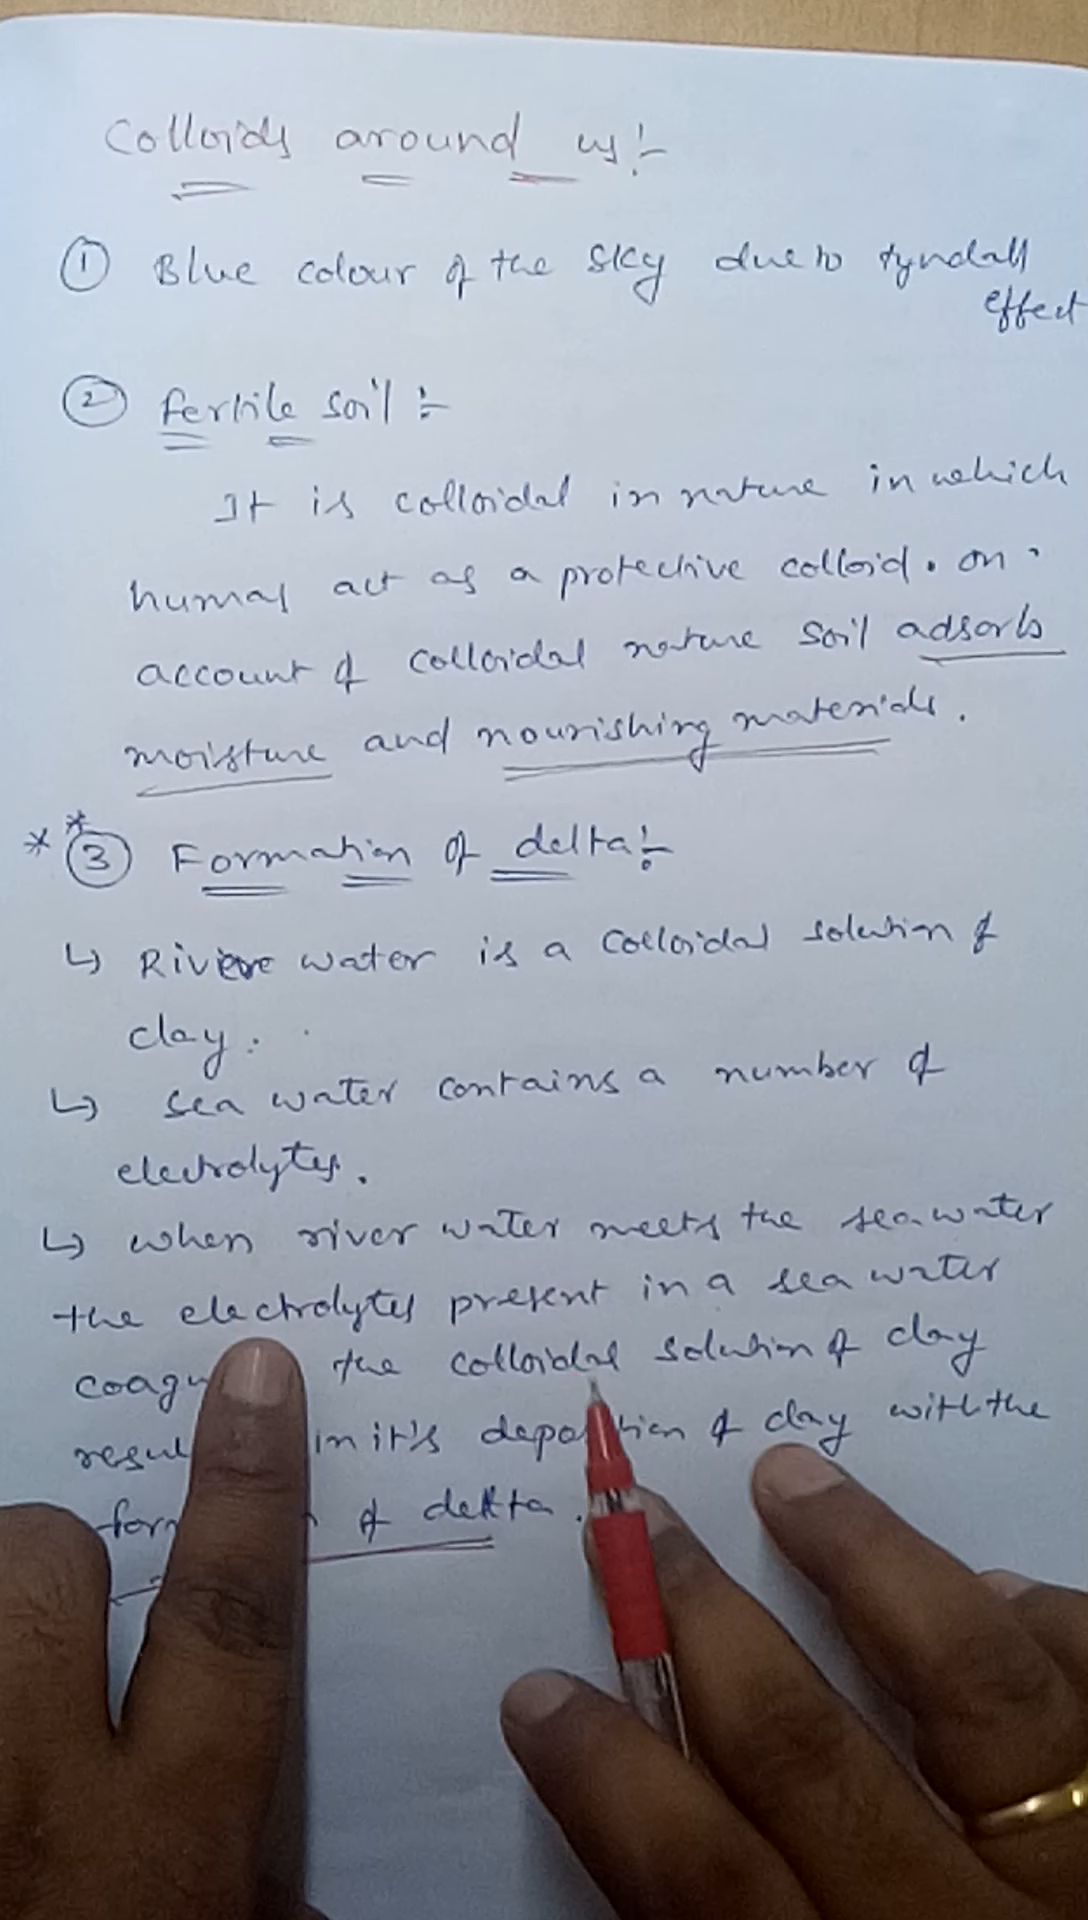 Colloids around us:-
① Blue colour of the sky due to tyndall
effect
② fertile soil :-
It is colloidal in nature in which
humas act as a protective colloid. on
account of colloidal nature soil adsorbs
moisture and nourishing materials.
** ③ Formation of delta:-
↳ River water is a colloidal solution of
clay.
↳ sea water contains a number of
electrolytes.
↳ when river water meets the sea water
the electrolytes present in a sea water
the colloidal solution of clay
in it's deposition of clay with the
of delta.